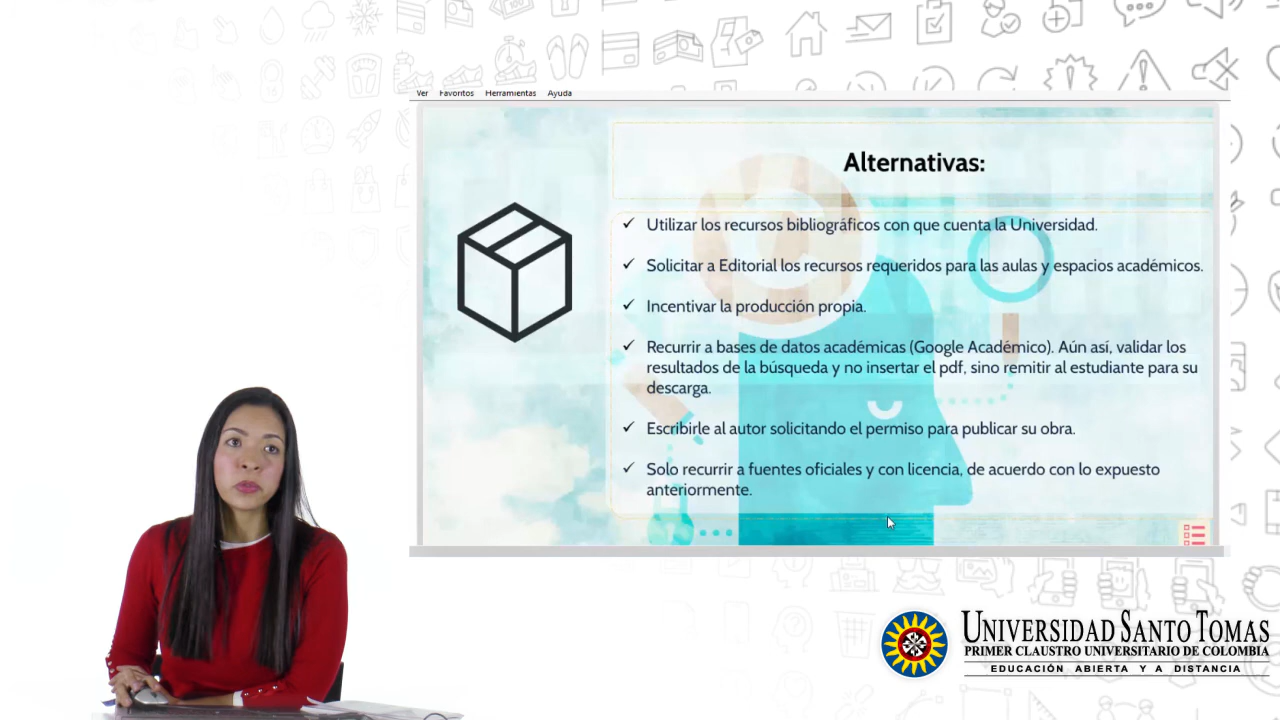 Ver Favoritos Herramientas Ayuda
Alternativas:
✓ Utilizar los recursos bibliográficos con que cuenta la Universidad.
✓ Solicitar a Editorial los recursos requeridos para las aulas y espacios académicos.
✓ Incentivar la producción propia.
✓ Recurrir a bases de datos académicas (Google Académico). Aún así, validar los
resultados de la búsqueda y no insertar el pdf, sino remitir al estudiante para su
descarga.
✓ Escribirle al autor solicitando el permiso para publicar su obra.
✓ Solo recurrir a fuentes oficiales y con licencia, de acuerdo con lo expuesto
anteriormente.
UNIVERSIDAD SANTO TOMAS
PRIMER CLAUSTRO UNIVERSITARIO DE COLOMBIA
EDUCACIÓN ABIERTA Y A DISTANCIA